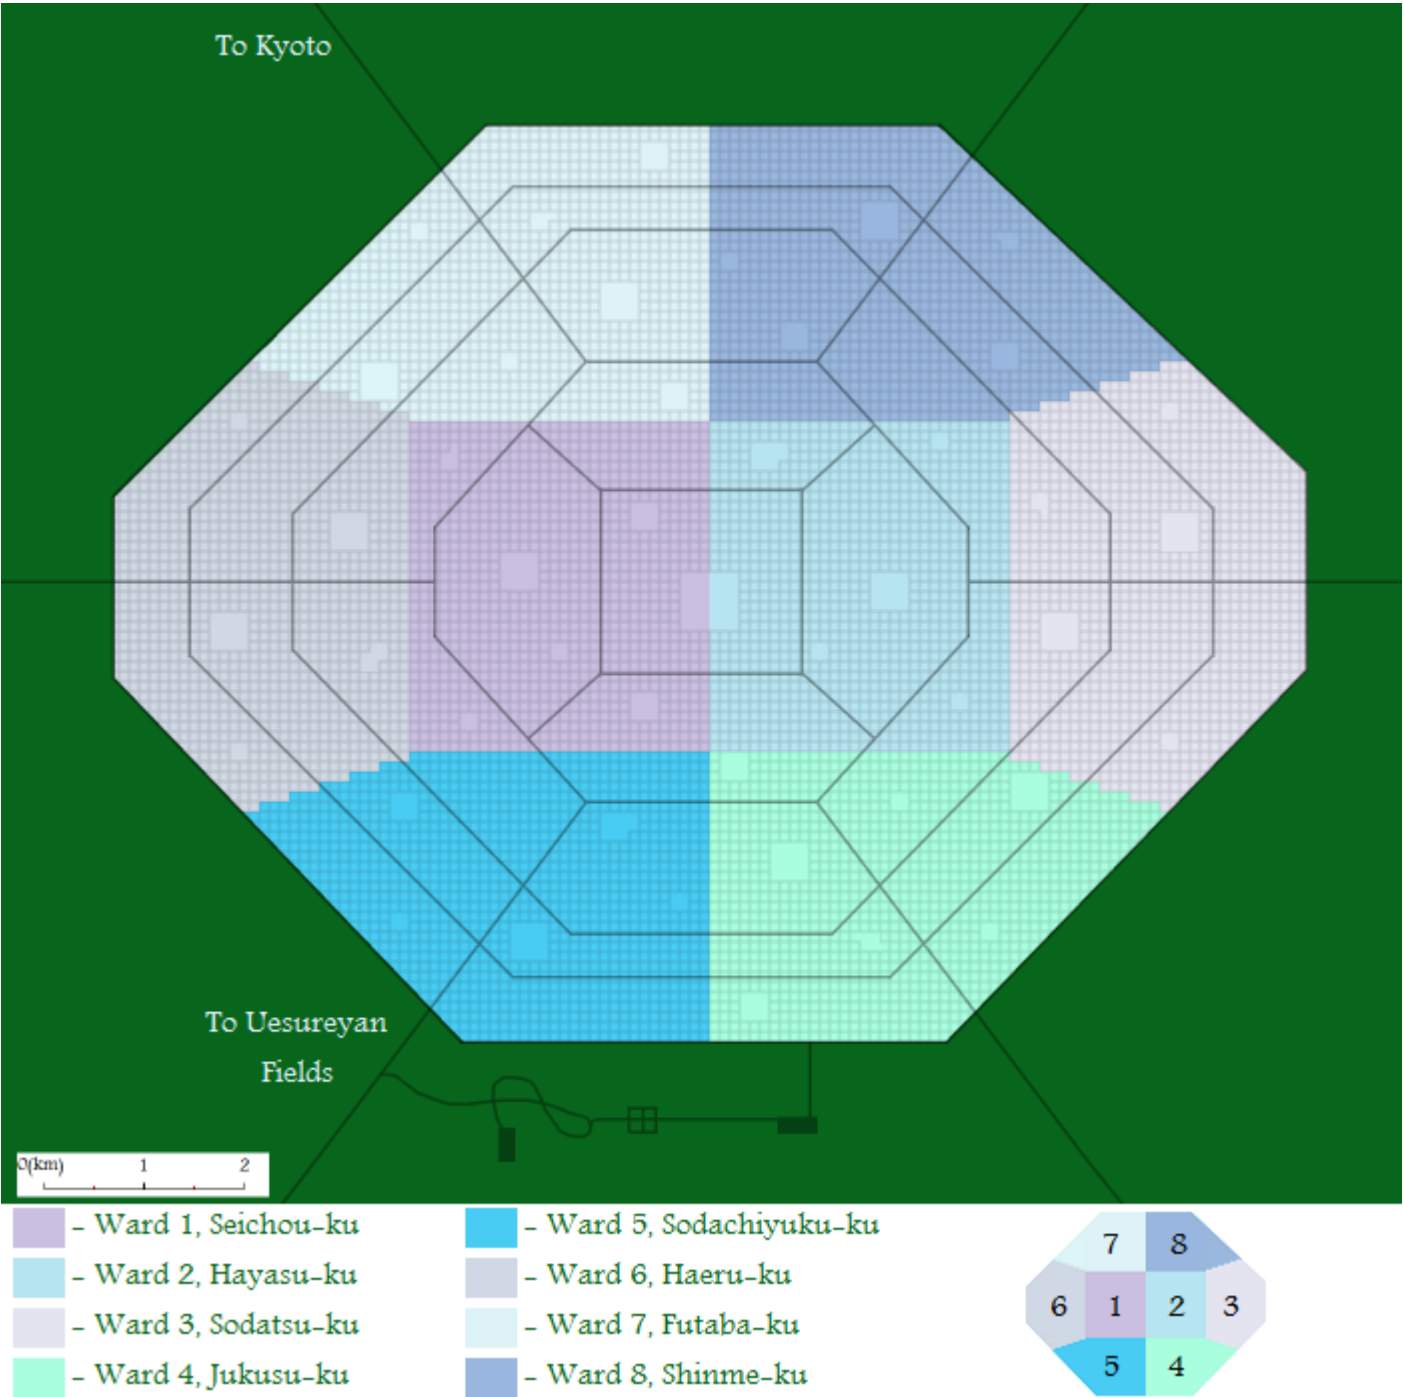 To Kyoto
To Uesureyan
Fields
0(km) 1 2
- Ward 1, Seichou-ku
- Ward 2, Hayasu-ku
- Ward 3, Sodatsu-ku
- Ward 4, Jukusu-ku
- Ward 5, Sodachiyuku-ku
- Ward 6, Haeru-ku
- Ward 7, Futaba-ku
- Ward 8, Shinme-ku
7 8
6 1 2 3
5 4